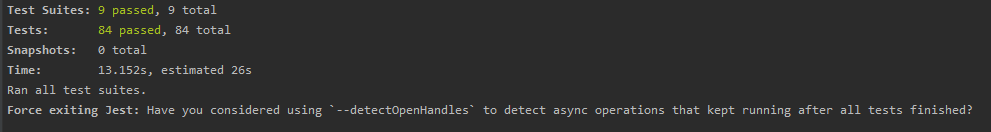 Test Suites: 9 passed, 9 total
Tests:       84 passed, 84 total
Snapshots:   0 total
Time:        13.152s, estimated 26s
Ran all test suites.
Force exiting Jest: Have you considered using `--detectOpenHandles` to detect async operations that kept running after all tests finished?